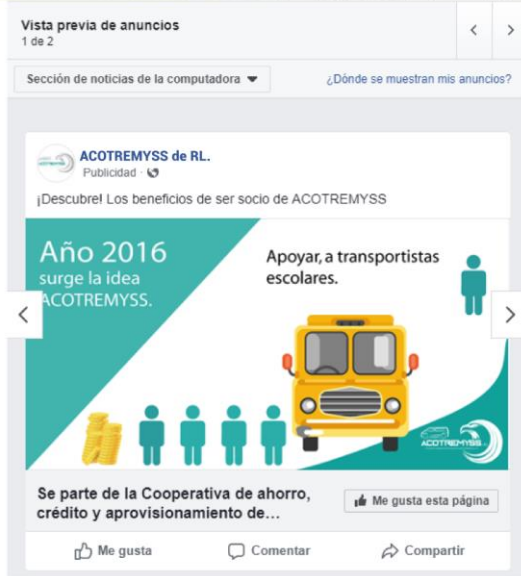 Vista previa de anuncios
1 de 2
Sección de noticias de la computadora
¿Dónde se muestran mis anuncios?
ACOTREMYSS de RL.
Publicidad ·
¡Descubre! Los beneficios de ser socio de ACOTREMYSS
Año 2016
surge la idea
ACOTREMYSS.
Apoyar, a transportistas
escolares.
ACOTREMYSS
Se parte de la Cooperativa de ahorro,
crédito y aprovisionamiento de...
Me gusta esta página
Me gusta
Comentar
Compartir